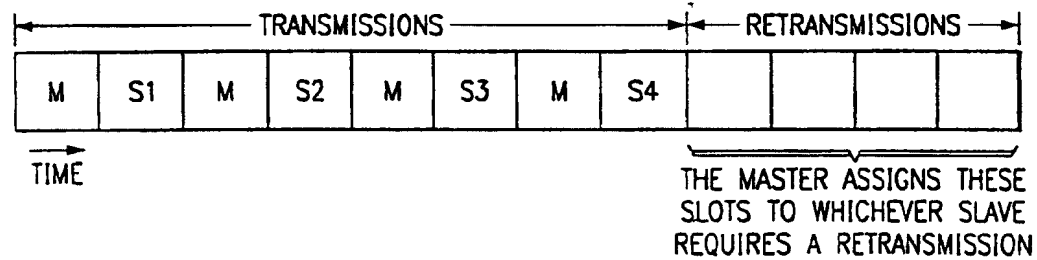 TRANSMISSIONS RETRANSMISSIONS
M S1 M S2 M S3 M S4
TIME
THE MASTER ASSIGNS THESE
SLOTS TO WHICHEVER SLAVE
REQUIRES A RETRANSMISSION